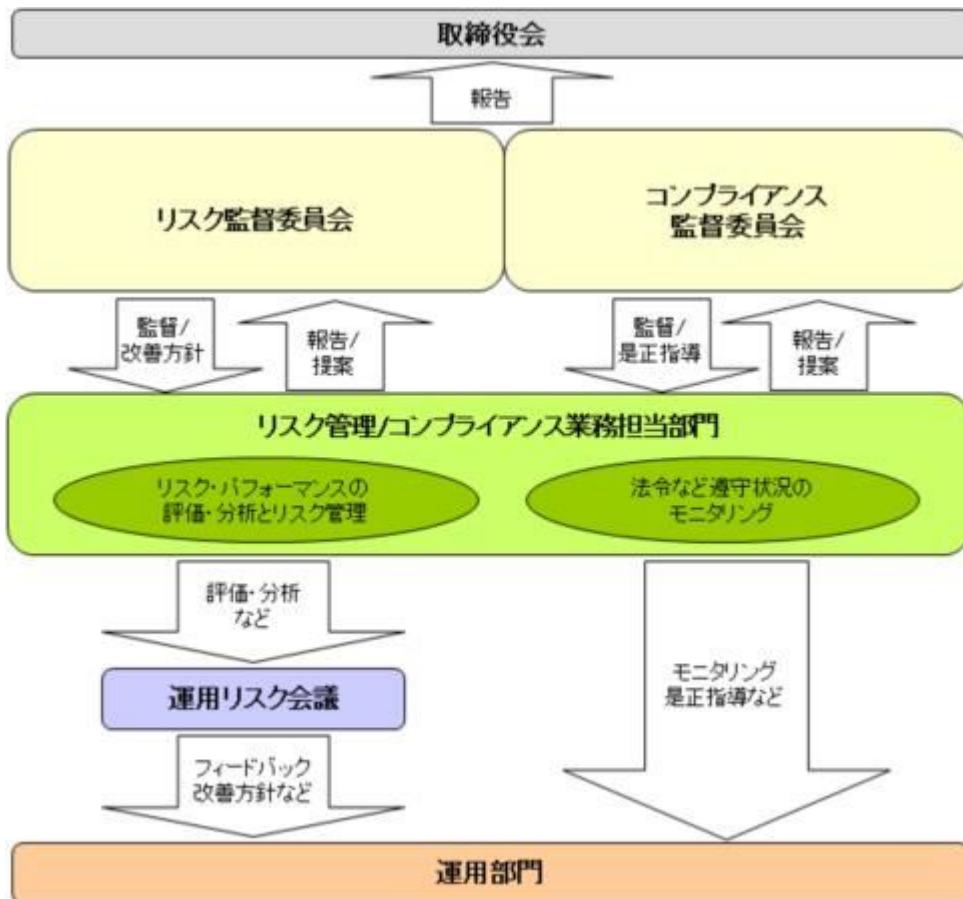 取締役会
報告
リスク監督委員会
コンプライアンス
監督委員会
監督/
改善方針
報告/
提案
監督/
是正指導
報告/
提案
リスク管理/コンプライアンス業務担当部門
リスク・パフォーマンスの
評価・分析とリスク管理
法令など遵守状況の
モニタリング
評価・分析
など
運用リスク会議
モニタリング
是正指導など
フィードバック
改善方針など
運用部門